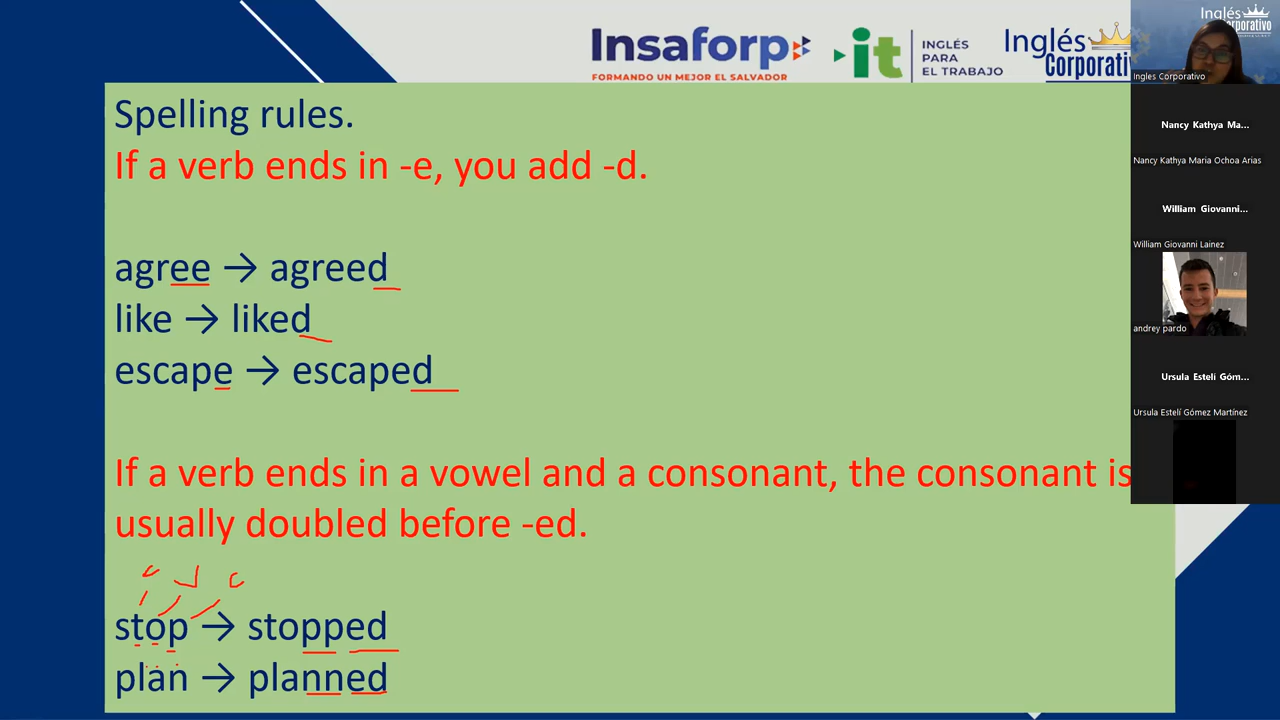 Insaforp
FORMANDO UN MEJOR EL SALVADOR
it
INGLÉS
PARA
EL TRABAJO
Inglés
Corporati
Spelling rules.
If a verb ends in -e, you add -d.
agree → agreed
like → liked
escape → escaped
If a verb ends in a vowel and a consonant, the consonant is
usually doubled before -ed.
c v c
stop → stopped
plan → planned
Inglés
Corporativo
Ingles Corporativo
Nancy Kathya Ma...
Nancy Kathya Maria Ochoa Arias
William Giovanni...
William Giovanni Lainez
andrey pardo
Ursula Estelí Góm...
Ursula Estelí Gómez Martínez